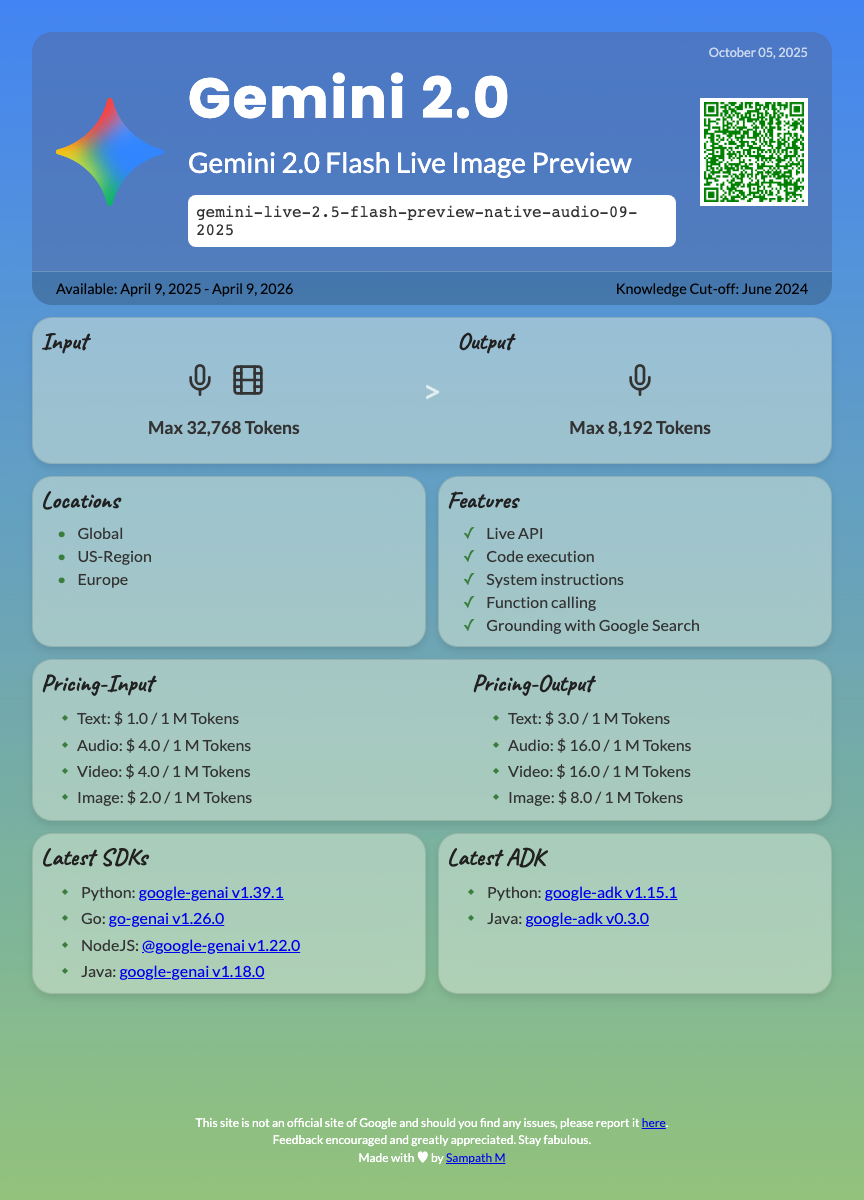 October 05, 2025
Gemini 2.0
Gemini 2.0 Flash Live Image Preview
gemini-live-2.5-flash-preview-native-audio-09-
2025
Available: April 9, 2025 - April 9, 2026
Knowledge Cut-off: June 2024
Input
Max 32,768 Tokens
>
Output
Max 8,192 Tokens
Locations
Global
US-Region
Europe
Features
Live API
Code execution
System instructions
Function calling
Grounding with Google Search
Pricing-Input
Text: $ 1.0 / 1 M Tokens
Audio: $ 4.0 / 1 M Tokens
Video: $ 4.0 / 1 M Tokens
Image: $ 2.0 / 1 M Tokens
Pricing-Output
Text: $ 3.0 / 1 M Tokens
Audio: $ 16.0 / 1 M Tokens
Video: $ 16.0 / 1 M Tokens
Image: $ 8.0 / 1 M Tokens
Latest SDKs
Python: google-genai v1.39.1
Go: go-genai v1.26.0
NodeJS: @google-genai v1.22.0
Java: google-genai v1.18.0
Latest ADK
Python: google-adk v1.15.1
Java: google-adk v0.3.0
This site is not an official site of Google and should you find any issues, please report it here.
Feedback encouraged and greatly appreciated. Stay fabulous.
Made with ♥ by Sampath M